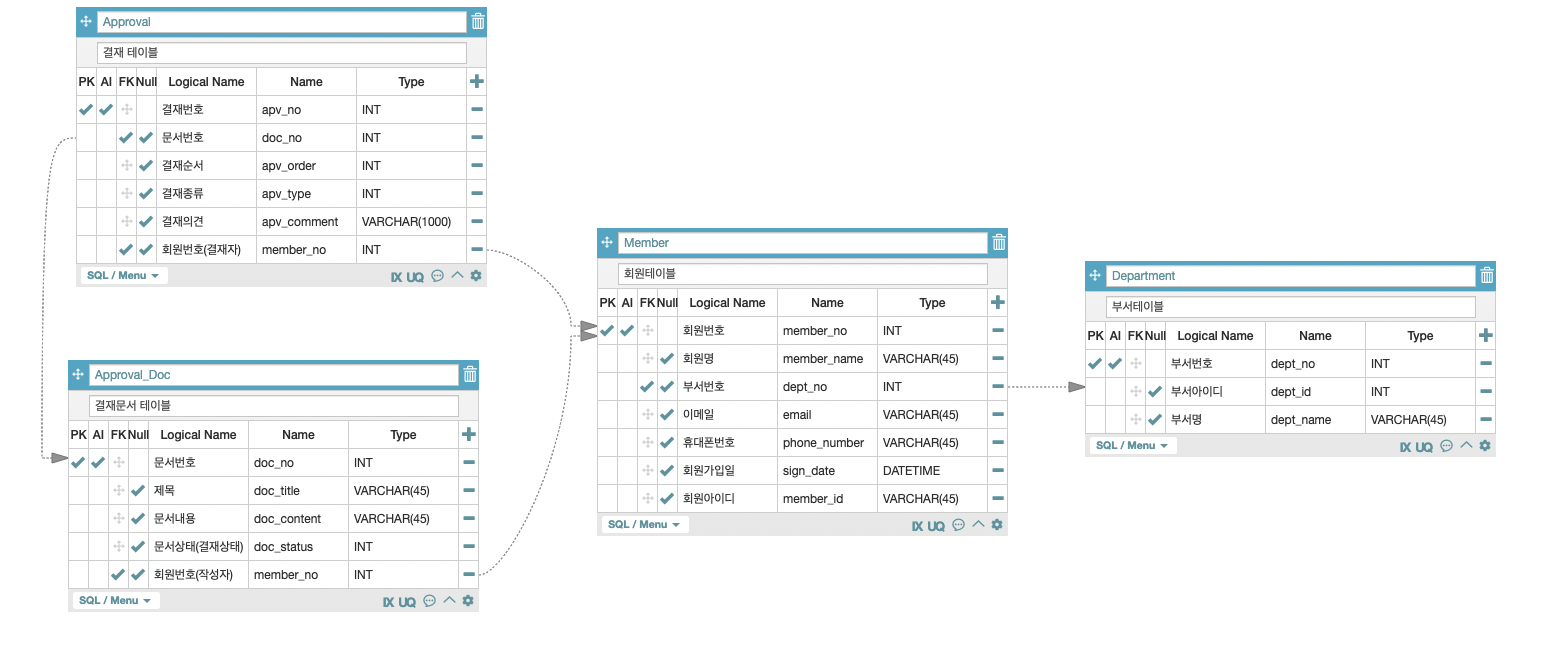 Approval
결재 테이블
PK AI FK Null Logical Name Name Type
결재번호 apv_no INT
문서번호 doc_no INT
결재순서 apv_order INT
결재종류 apv_type INT
결재의견 apv_comment VARCHAR(1000)
회원번호(결재자) member_no INT
SQL / Menu IX UQ
Approval_Doc
결재문서 테이블
PK AI FK Null Logical Name Name Type
문서번호 doc_no INT
제목 doc_title VARCHAR(45)
문서내용 doc_content VARCHAR(45)
문서상태(결재상태) doc_status INT
회원번호(작성자) member_no INT
SQL / Menu IX UQ
Member
회원테이블
PK AI FK Null Logical Name Name Type
회원번호 member_no INT
회원명 member_name VARCHAR(45)
부서번호 dept_no INT
이메일 email VARCHAR(45)
휴대폰번호 phone_number VARCHAR(45)
회원가입일 sign_date DATETIME
회원아이디 member_id VARCHAR(45)
SQL / Menu IX UQ
Department
부서테이블
PK AI FK Null Logical Name Name Type
부서번호 dept_no INT
부서아이디 dept_id INT
부서명 dept_name VARCHAR(45)
SQL / Menu IX UQ